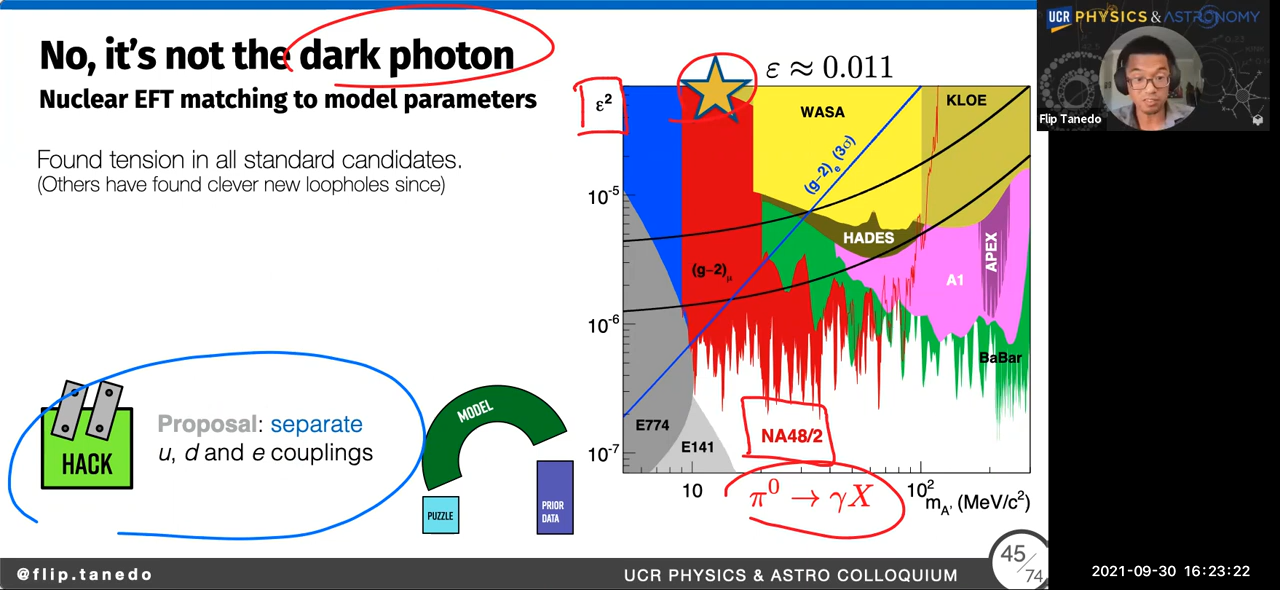 No, it's not the dark photon
Nuclear EFT matching to model parameters
Found tension in all standard candidates.
(Others have found clever new loopholes since)
HACK
Proposal: separate
u, d and e couplings
MODEL
PUZZLE
PRIOR
DATA
ε ≈ 0.011
ε²
WASA
KLOE
(g−2)e (3σ)
10⁻⁵
HADES
APEX
(g−2)μ
A1
10⁻⁶
BaBar
E774
NA48/2
E141
10⁻⁷
10
π⁰ → γX
10²
mA' (MeV/c²)
@flip.tanedo
UCR PHYSICS & ASTRO COLLOQUIUM
45/74
UCR PHYSICS & ASTRONOMY
Flip Tanedo
2021-09-30 16:23:22